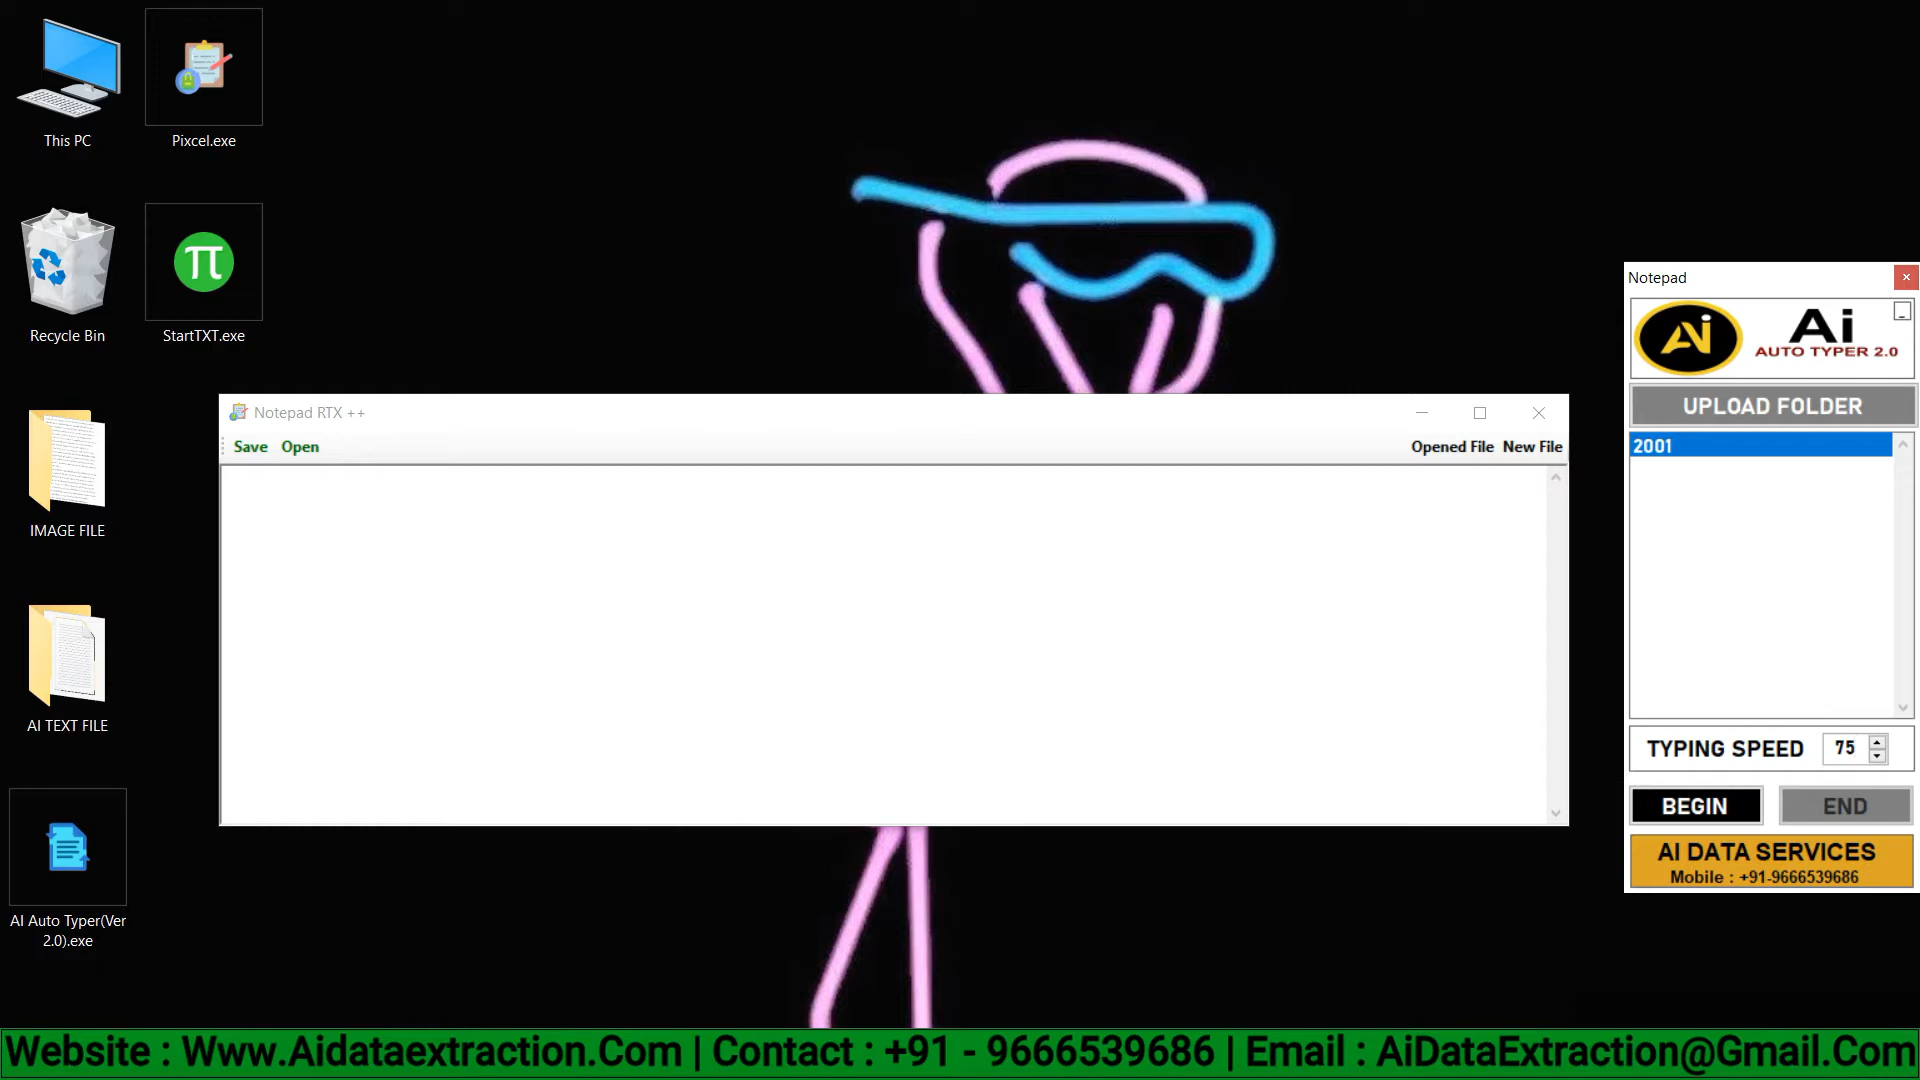 This PC
Pixcel.exe
Recycle Bin
π
StartTXT.exe
IMAGE FILE
AI TEXT FILE
AI Auto Typer(Ver
2.0).exe
Notepad RTX ++
Save Open
Opened File New File
Notepad
Ai
Ai
AUTO TYPER 2.0
UPLOAD FOLDER
2001
TYPING SPEED 75
BEGIN END
AI DATA SERVICES
Mobile : +91-9666539686
Website : Www.Aidataextraction.Com | Contact : +91 - 9666539686 | Email : AiDataExtraction@Gmail.Com